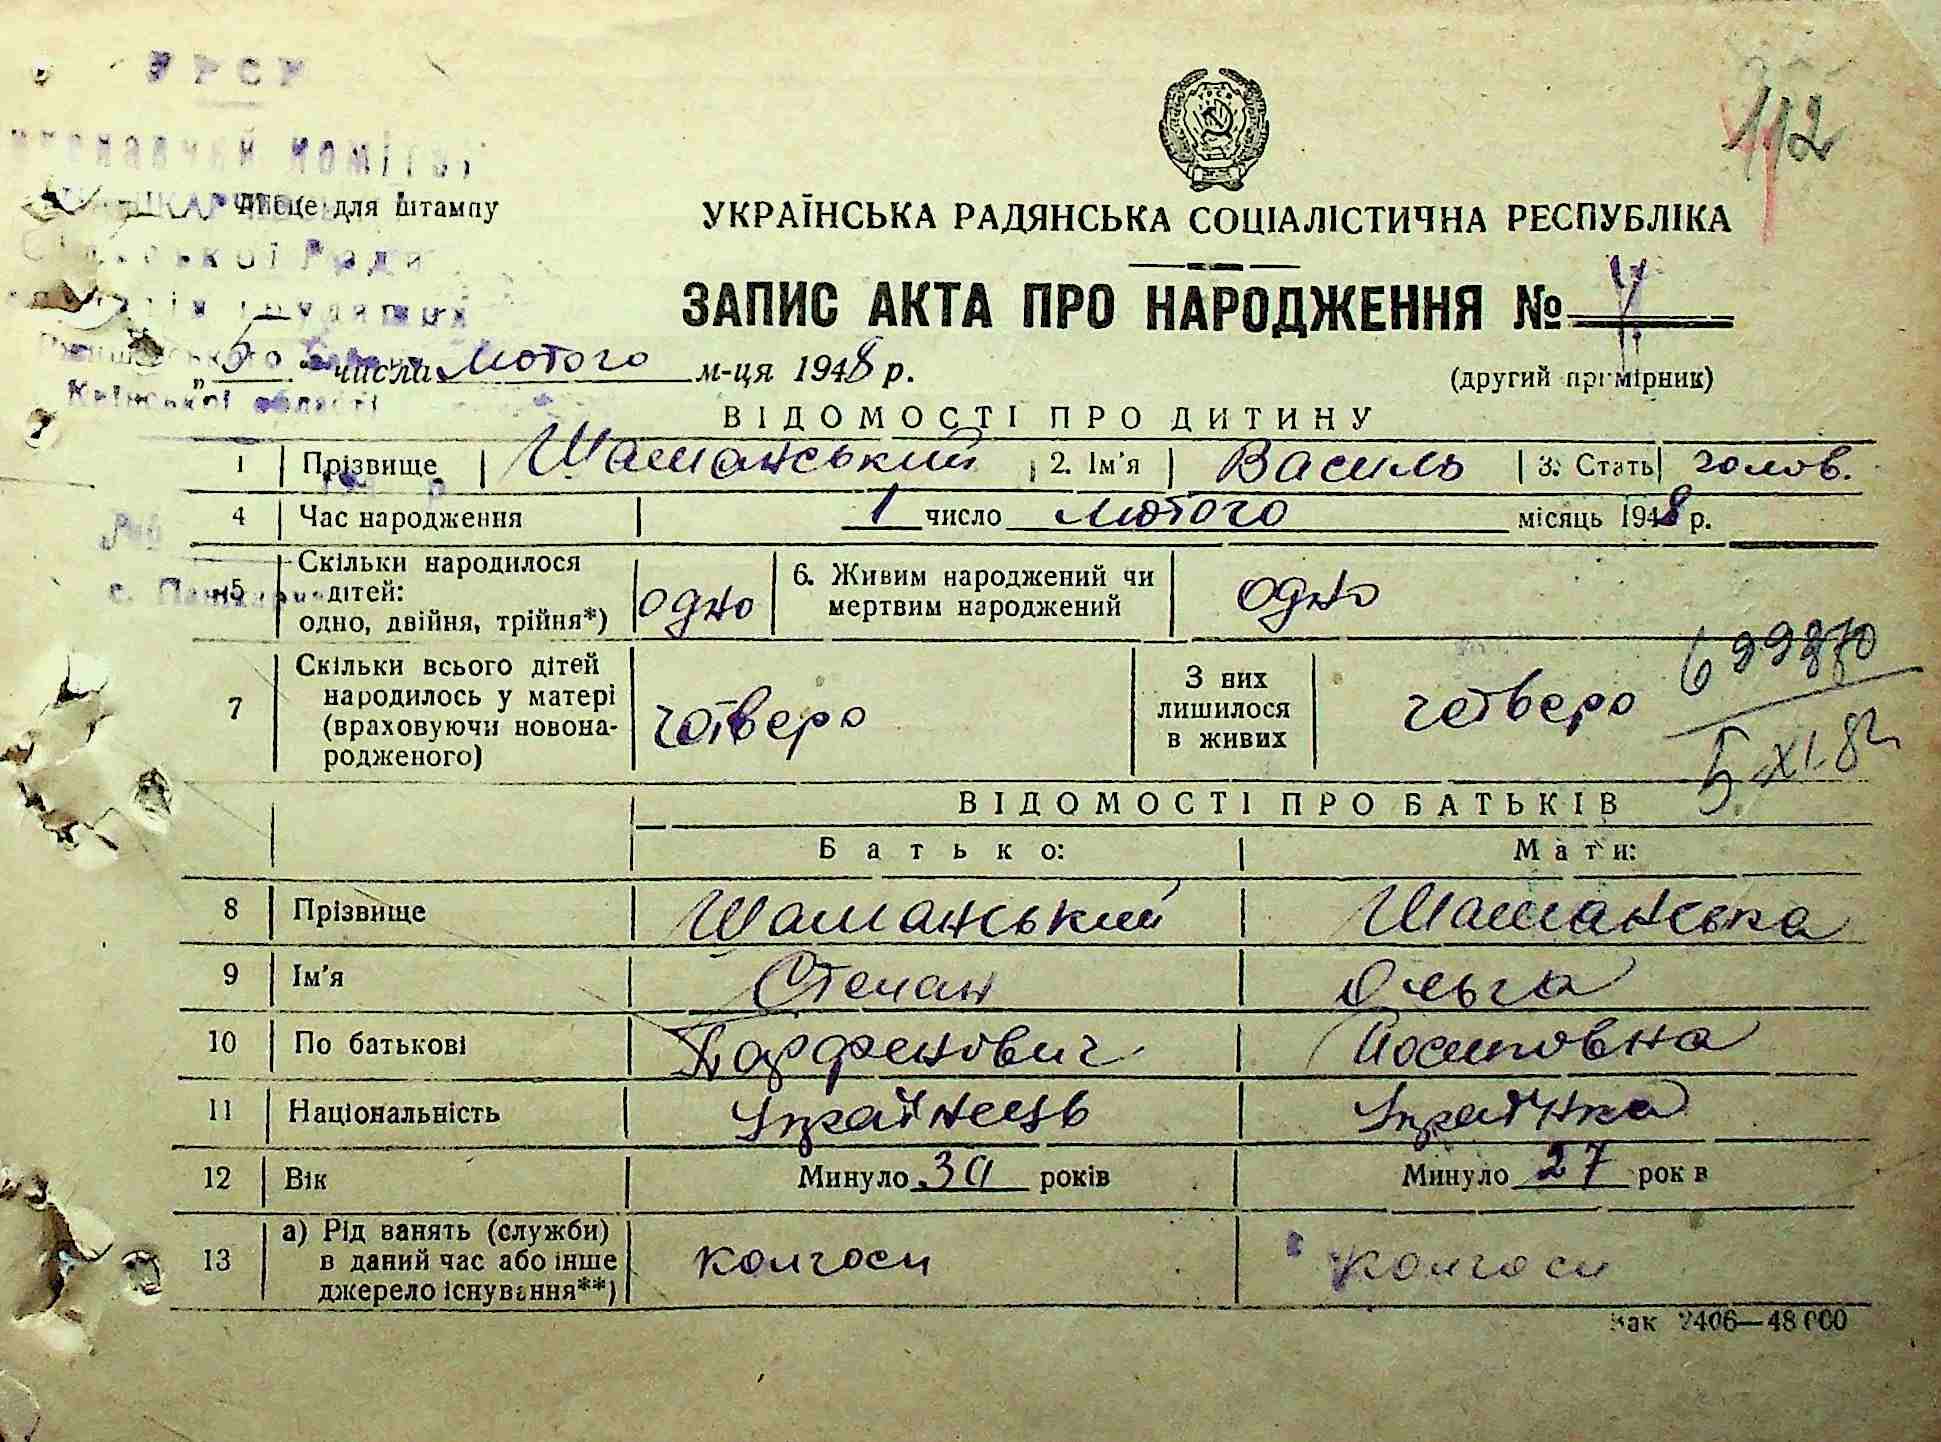 УРСР
112
Місце для штампу
УКРАЇНСЬКА РАДЯНСЬКА СОЦІАЛІСТИЧНА РЕСПУБЛІКА
ЗАПИС АКТА ПРО НАРОДЖЕННЯ № 4
„ 5 числа лютого м-ця 1948 р.
(другий примірник)
Київської області
ВІДОМОСТІ ПРО ДИТИНУ
1 Прізвище Шаманський 2. Ім'я Василь 3. Стать чолов.
4 Час народження 1 число лютого місяць 1948 р.
5 Скільки народилося
дітей:
одно, двійня, трійня*) одно
6. Живим народжений чи
мертвим народжений одно
7 Скільки всього дітей
народилось у матері
(враховуючи новона-
родженого) четверо
З них
лишилося
в живих четверо
5 XI.82
ВІДОМОСТІ ПРО БАТЬКІВ
Батько: Мати:
8 Прізвище Шаманський Шаманська
9 Ім'я Степан Ольга
10 По батькові Парфенович Йосиповна
11 Національність Українець Українка
12 Вік Минуло років Минуло 27 рок в
13 а) Рід занять (служби)
в даний час або інше
джерело існування**) колгосп колгосп
зак 2406—48 000